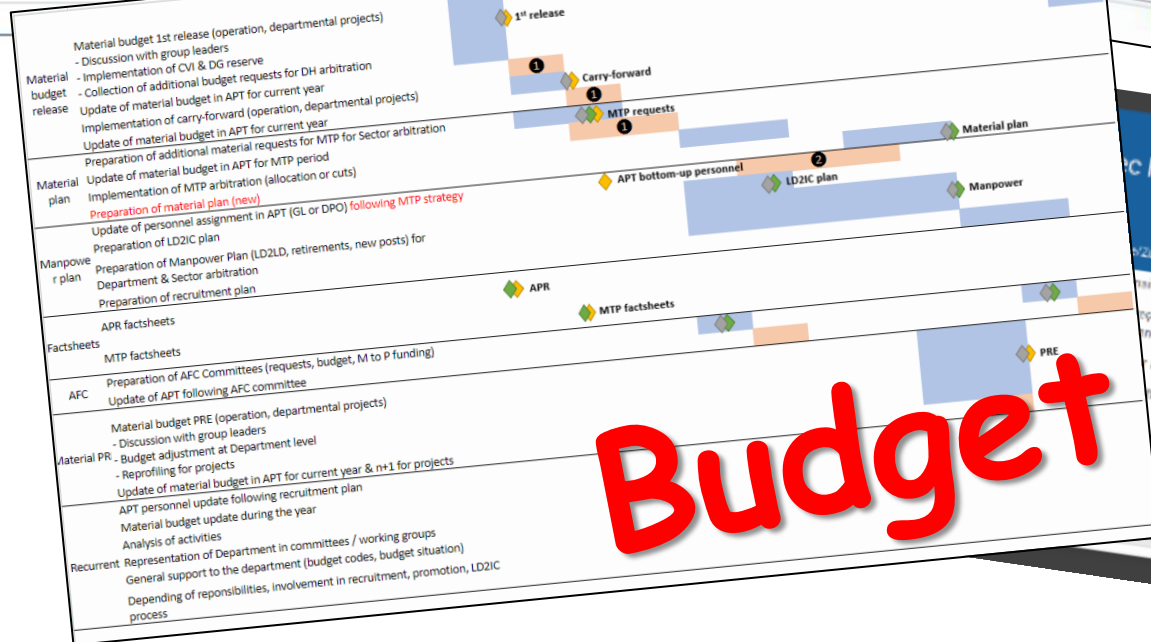 Material budget release
Material budget 1st release (operation, departmental projects)
- Discussion with group leaders
- Implementation of CVI & DG reserve
- Collection of additional budget requests for DH arbitration
Update of material budget in APT for current year
Implementation of carry-forward (operation, departmental projects)
Update of material budget in APT for current year
1st release
1
Carry-forward
1
Material plan
Preparation of additional material requests for MTP for Sector arbitration
Update of material budget in APT for MTP period
Implementation of MTP arbitration (allocation or cuts)
Preparation of material plan (new)
MTP requests
1
Material plan
2
Manpowe
r plan
Update of personnel assignment in APT (GL or DPO) following MTP strategy
Preparation of LD2IC plan
Preparation of Manpower Plan (LD2LD, retirements, new posts) for
Department & Sector arbitration
Preparation of recruitment plan
APT bottom-up personnel
LD2IC plan
Manpower
Factsheets
APR factsheets
MTP factsheets
APR
MTP factsheets
AFC
Preparation of AFC Committees (requests, budget, M to P funding)
Update of APT following AFC committee
Material PR
Material budget PRE (operation, departmental projects)
- Discussion with group leaders
- Budget adjustment at Department level
- Reprofiling for projects
Update of material budget in APT for current year & n+1 for projects
PRE
Recurrent
APT personnel update following recruitment plan
Material budget update during the year
Analysis of activities
Representation of Department in committees / working groups
General support to the department (budget codes, budget situation)
Depending of reponsibilities, involvement in recruitment, promotion, LD2IC
process
Budget